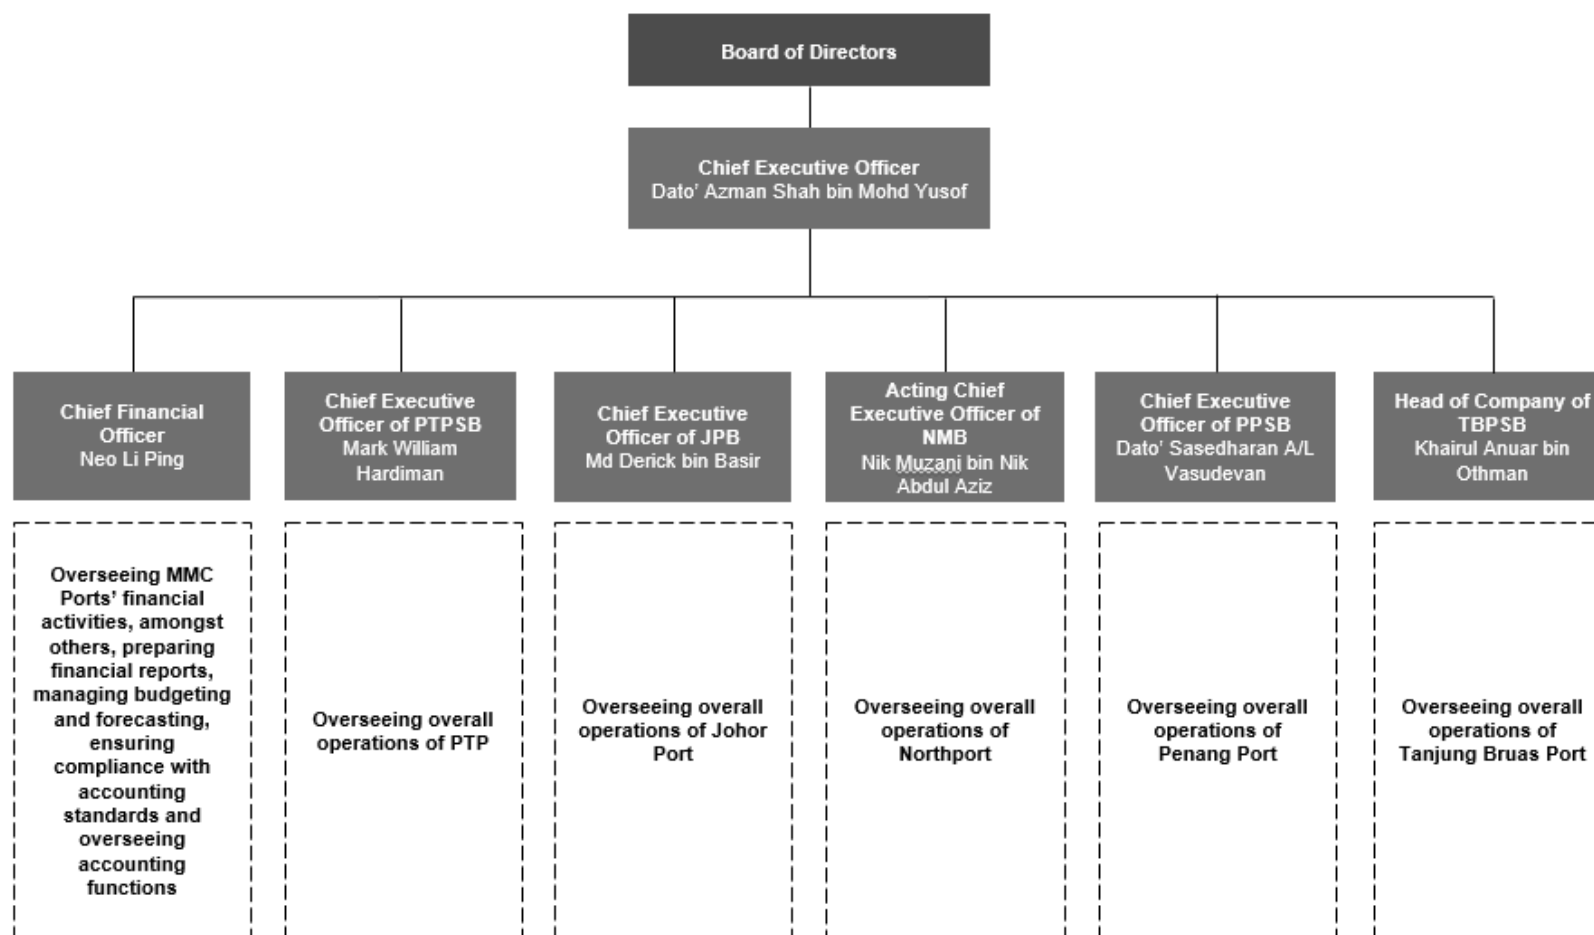 Board of Directors
Chief Executive Officer
Dato’ Azman Shah bin Mohd Yusof
Chief Financial
Officer
Neo Li Ping
Chief Executive
Officer of PTPSB
Mark William
Hardiman
Chief Executive
Officer of JPB
Md Derick bin Basir
Acting Chief
Executive Officer of
NMB
Nik Muzani bin Nik
Abdul Aziz
Chief Executive
Officer of PPSB
Dato’ Sasedharan A/L
Vasudevan
Head of Company of
TBPSB
Khairul Anuar bin
Othman
Overseeing MMC
Ports’ financial
activities, amongst
others, preparing
financial reports,
managing budgeting
and forecasting,
ensuring
compliance with
accounting
standards and
overseeing
accounting
functions
Overseeing overall
operations of PTP
Overseeing overall
operations of Johor
Port
Overseeing overall
operations of
Northport
Overseeing overall
operations of
Penang Port
Overseeing overall
operations of
Tanjung Bruas Port